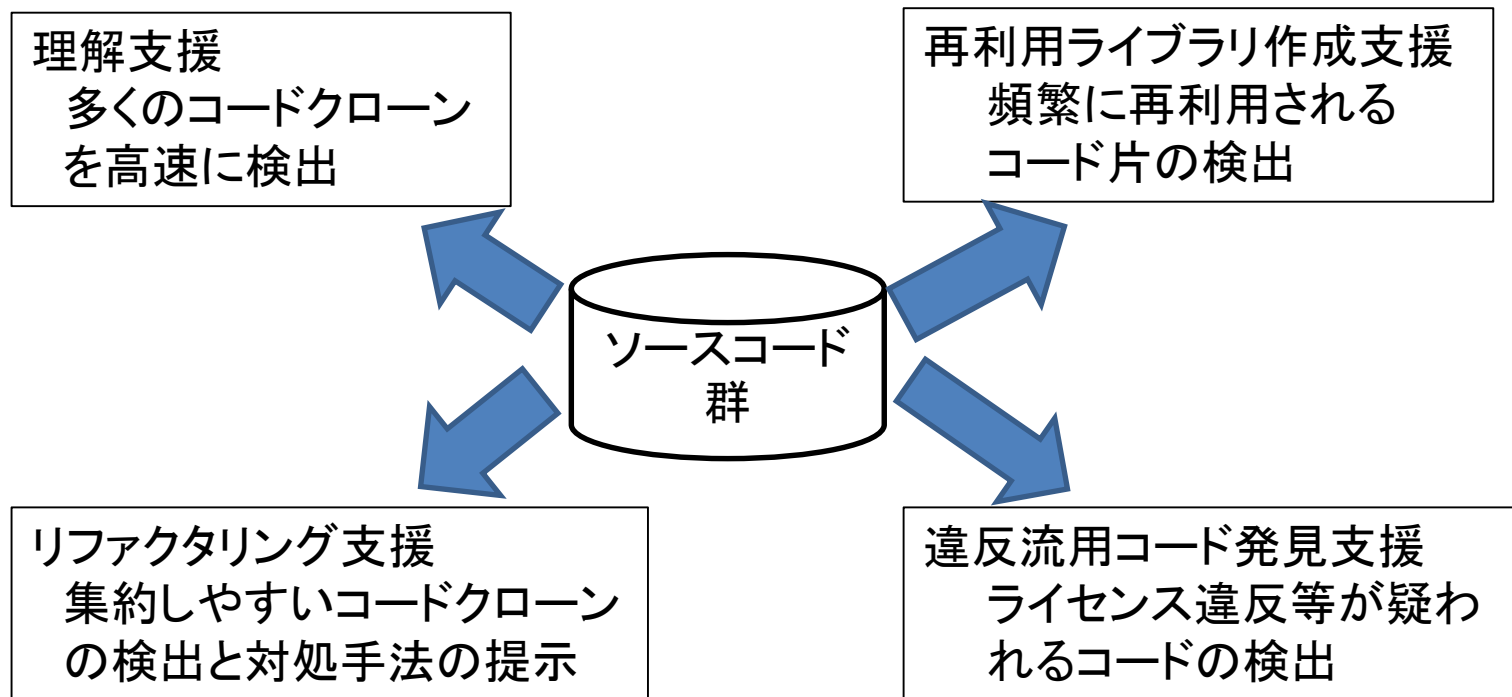 理解支援
多くのコードクローン
を高速に検出
再利用ライブラリ作成支援
頻繁に再利用される
コード片の検出
ソースコード
群
リファクタリング支援
集約しやすいコードクローン
の検出と対処手法の提示
違反流用コード発見支援
ライセンス違反等が疑わ
れるコードの検出